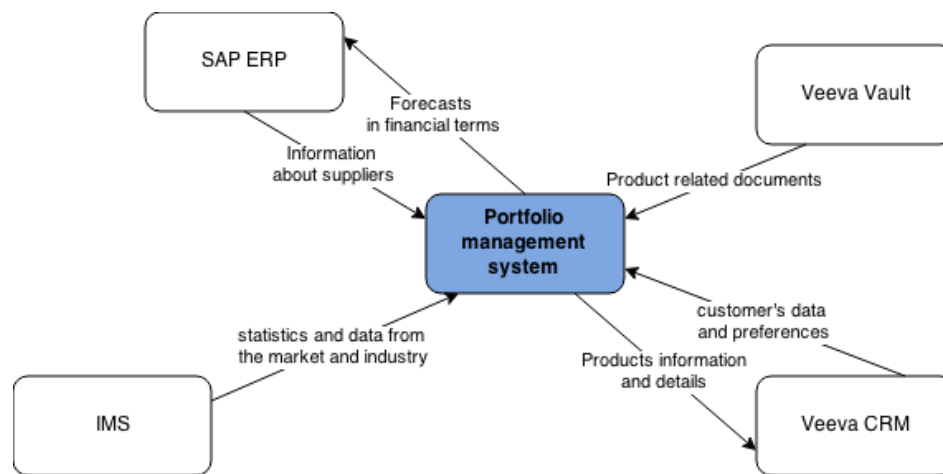 SAP ERP
Veeva Vault
Forecasts
in financial terms
Information
about suppliers
Product related documents
Portfolio
management
system
customer's data
and preferences
statistics and data from
the market and industry
Products information
and details
IMS
Veeva CRM